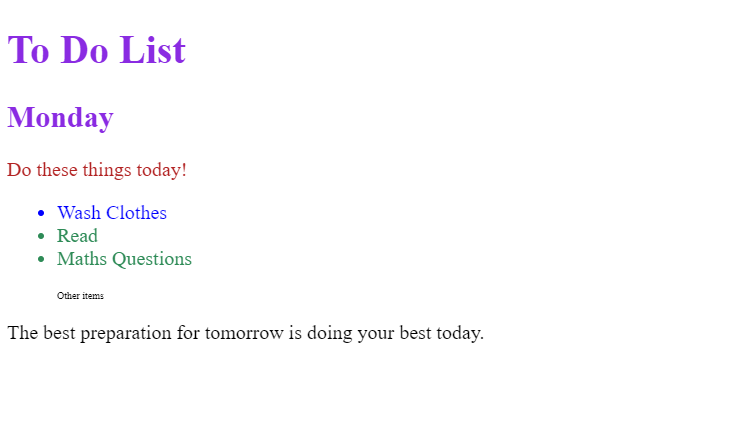 To Do List
Monday
Do these things today!
Wash Clothes
Read
Maths Questions
Other items
The best preparation for tomorrow is doing your best today.